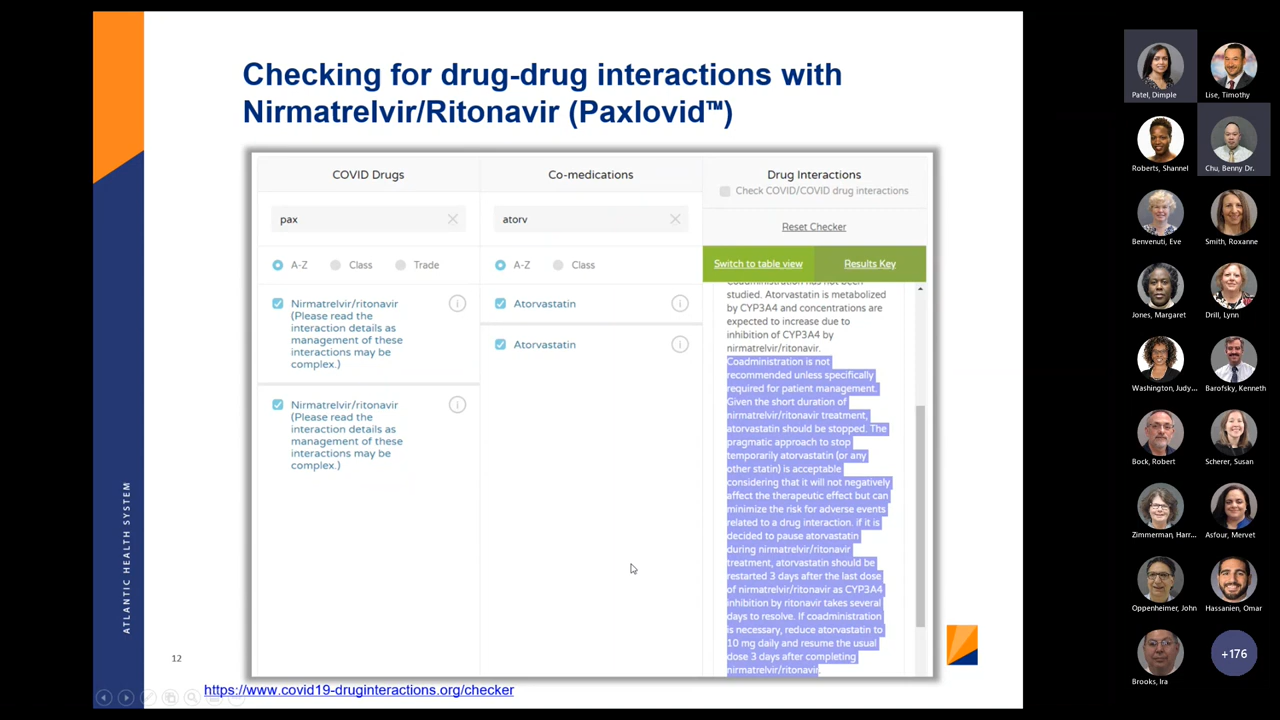 Checking for drug-drug interactions with
Nirmatrelvir/Ritonavir (Paxlovid™)
COVID Drugs
pax
A-Z
Class
Trade
Nirmatrelvir/ritonavir
(Please read the
interaction details as
management of these
interactions may be
complex.)
Nirmatrelvir/ritonavir
(Please read the
interaction details as
management of these
interactions may be
complex.)
Co-medications
atorv
A-Z
Class
Atorvastatin
Atorvastatin
Drug Interactions
Check COVID/COVID drug interactions
Reset Checker
Switch to table view
Results Key
Coadministration has not been
studied. Atorvastatin is metabolized
by CYP3A4 and concentrations are
expected to increase due to
inhibition of CYP3A4 by
nirmatrelvir/ritonavir.
Coadministration is not
recommended unless specifically
required for patient management.
Given the short duration of
nirmatrelvir/ritonavir treatment,
atorvastatin should be stopped. The
pragmatic approach to stop
temporarily atorvastatin (or any
other statin) is acceptable
considering that it will not negatively
affect the therapeutic effect but can
minimize the risk for adverse events
related to a drug interaction. if it is
decided to pause atorvastatin
during nirmatrelvir/ritonavir
treatment, atorvastatin should be
restarted 3 days after the last dose
of nirmatrelvir/ritonavir as CYP3A4
inhibition by ritonavir takes several
days to resolve. If coadministration
is necessary, reduce atorvastatin to
10 mg daily and resume the usual
dose 3 days after completing
nirmatrelvir/ritonavir.
ATLANTIC HEALTH SYSTEM
12
https://www.covid19-druginteractions.org/checker
Patel, Dimple
Lise, Timothy
Roberts, Shannel
Chu, Benny Dr.
Benvenuti, Eve
Smith, Roxanne
Jones, Margaret
Drill, Lynn
Washington, Judy...
Barofsky, Kenneth
Bock, Robert
Scherer, Susan
Zimmerman, Harr...
Asfour, Mervet
Oppenheimer, John
Hassanien, Omar
Brooks, Ira
+176